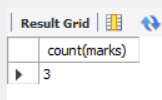 Result Grid
count(marks)
3